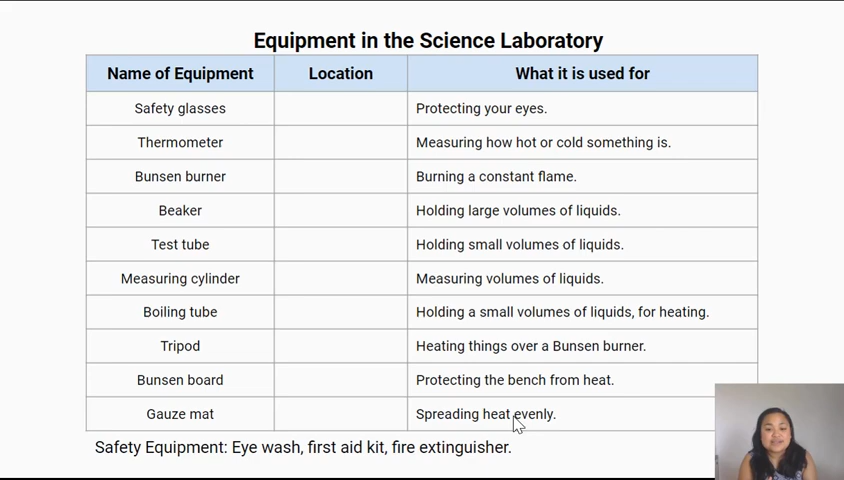 Equipment in the Science Laboratory
Name of Equipment Location What it is used for
Safety glasses Protecting your eyes.
Thermometer Measuring how hot or cold something is.
Bunsen burner Burning a constant flame.
Beaker Holding large volumes of liquids.
Test tube Holding small volumes of liquids.
Measuring cylinder Measuring volumes of liquids.
Boiling tube Holding a small volumes of liquids, for heating.
Tripod Heating things over a Bunsen burner.
Bunsen board Protecting the bench from heat.
Gauze mat Spreading heat evenly.
Safety Equipment: Eye wash, first aid kit, fire extinguisher.